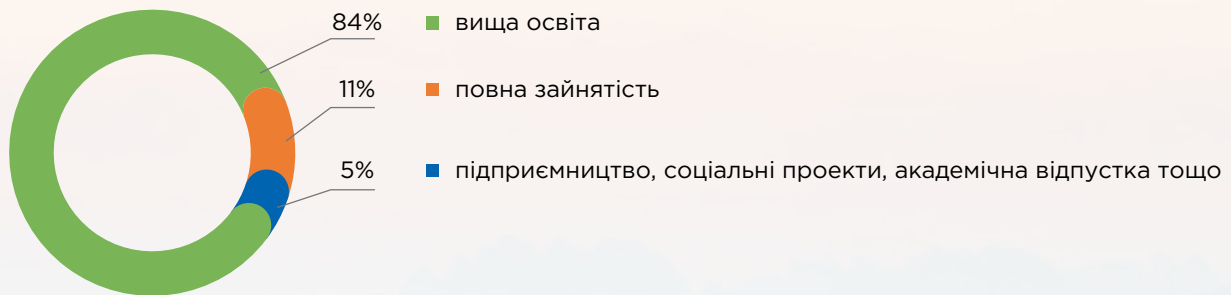 84% вища освіта
11% повна зайнятість
5% підприємництво, соціальні проекти, академічна відпустка тощо